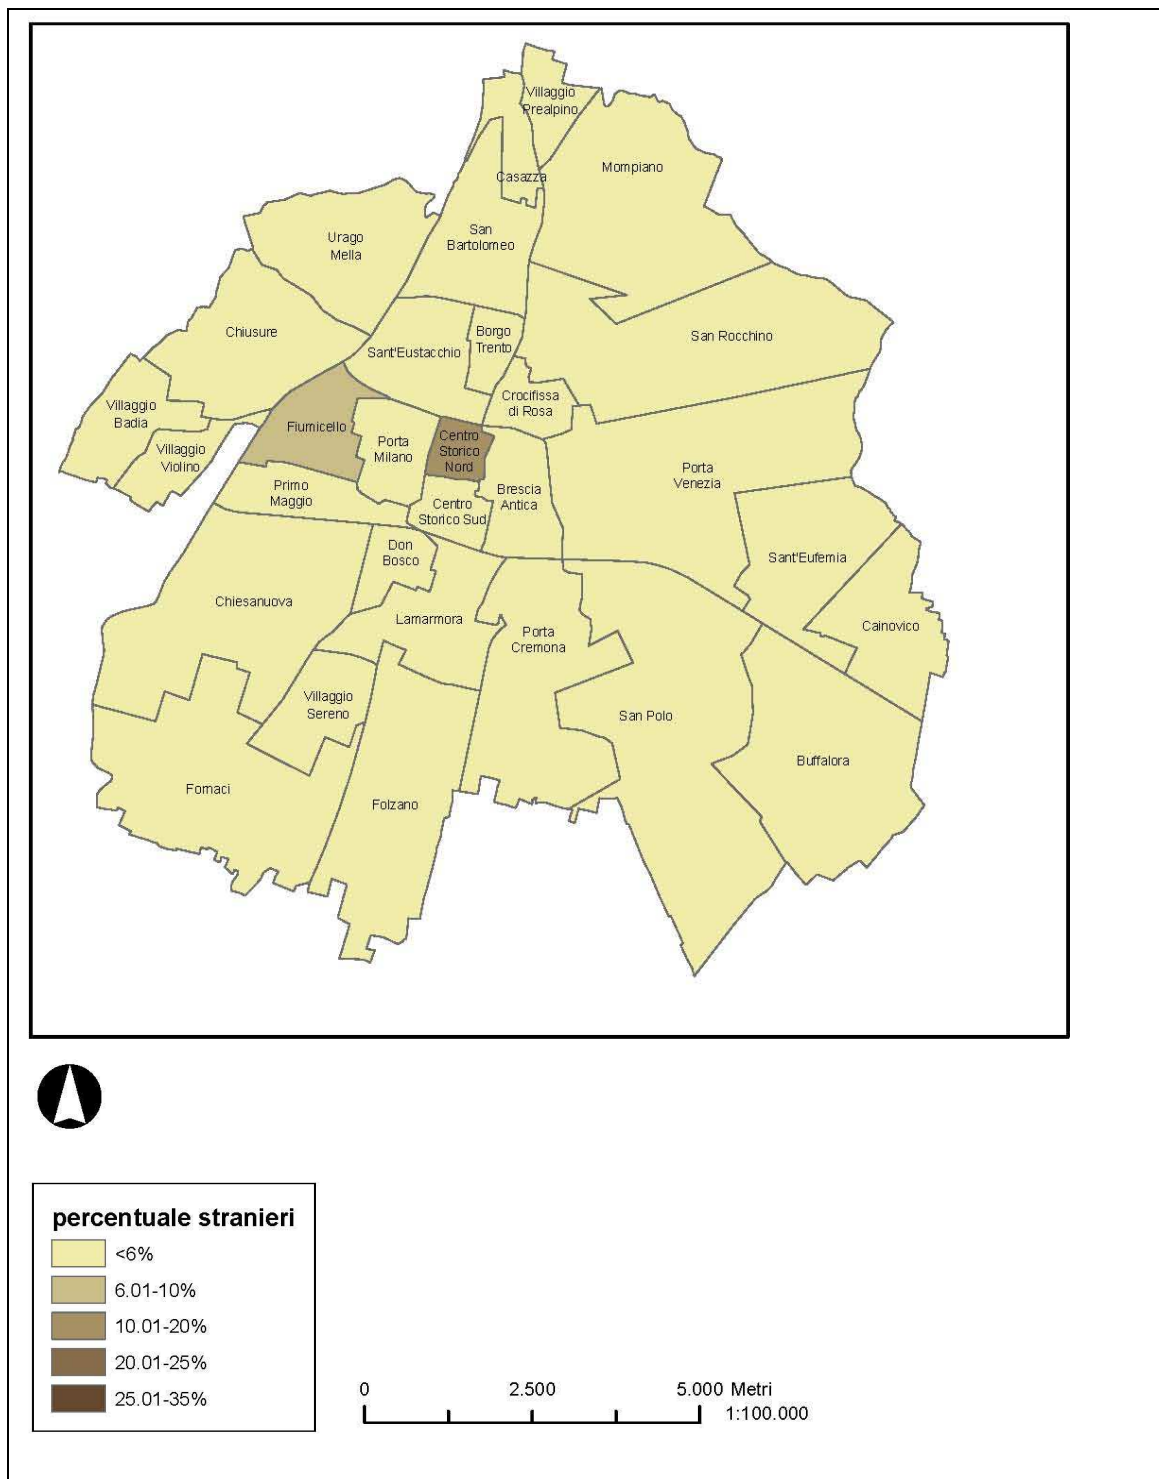 Villaggio
Prealpino
Mompiano
Casazza
San
Bartolomeo
Urago
Mella
Chiusure
Sant'Eustacchio
Borgo
Trento
San Rocchino
Crocifissa
di Rosa
Villaggio
Badia
Villaggio
Violino
Fiumicello
Porta
Milano
Centro
Storico
Nord
Porta
Venezia
Primo
Maggio
Centro
Storico Sud
Brescia
Antica
Don
Bosco
Sant'Eufemia
Chiesanuova
Lamarmora
Porta
Cremona
Cainovico
Villaggio
Sereno
San Polo
Buffalora
Fornaci
Folzano
percentuale stranieri
<6%
6.01-10%
10.01-20%
20.01-25%
25.01-35%
0 2.500 5.000 Metri
1:100.000